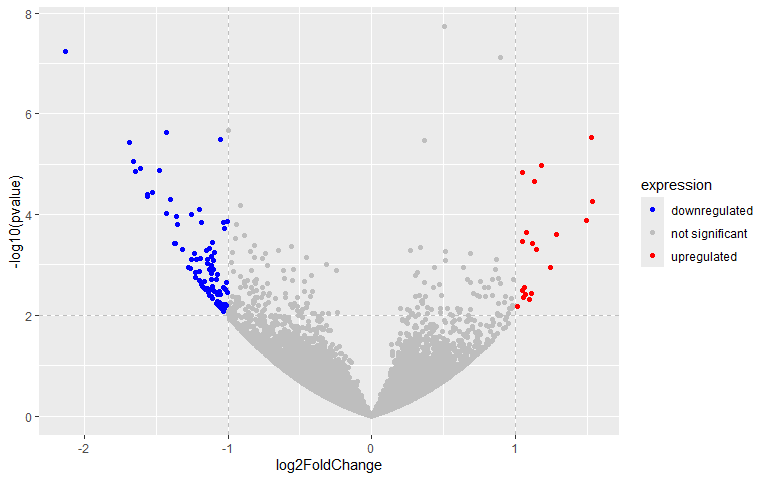 8
6
4
2
0
-log10(pvalue)
-2
-1
0
1
log2FoldChange
expression
downregulated
not significant
upregulated